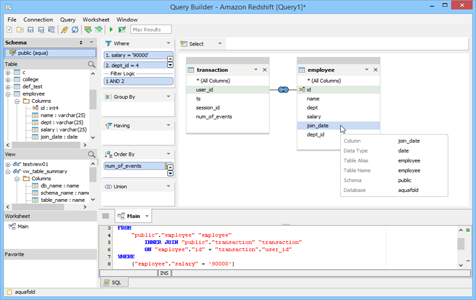 Query Builder - Amazon Redshift [Query1]*
File Connection Query Worksheet Window
Max Results
Schema
public (aqua)
Table
c
college
def_test
employee
Columns
id : int4
name : varchar(25)
dept : varchar(25)
salary : varchar(25)
join_date : date
View
testview01
vw_table_summary
Columns
db_name : name
schema_name : name
table_name : name
Worksheet
Main
Favorite
aquafold
Where
1. salary = '90000'
2. dept_id = 4
Filter Logic
1 AND 2
Group By
Having
Order By
num_of_events
Union
Select
transaction
* (All Columns)
user_id
ts
session_id
num_of_events
employee
* (All Columns)
id
name
dept
salary
join_date
dept_id
Column join_date
Data Type date
Table Alias employee
Table Name employee
Schema public
Database aquafold
Main
3 FROM
4 "public"."employee" "employee"
5 INNER JOIN "public"."transaction" "transaction"
6 ON "employee"."id" = "transaction"."user_id"
7 WHERE
8 ("employee"."salary" = '90000')
INS
SQL